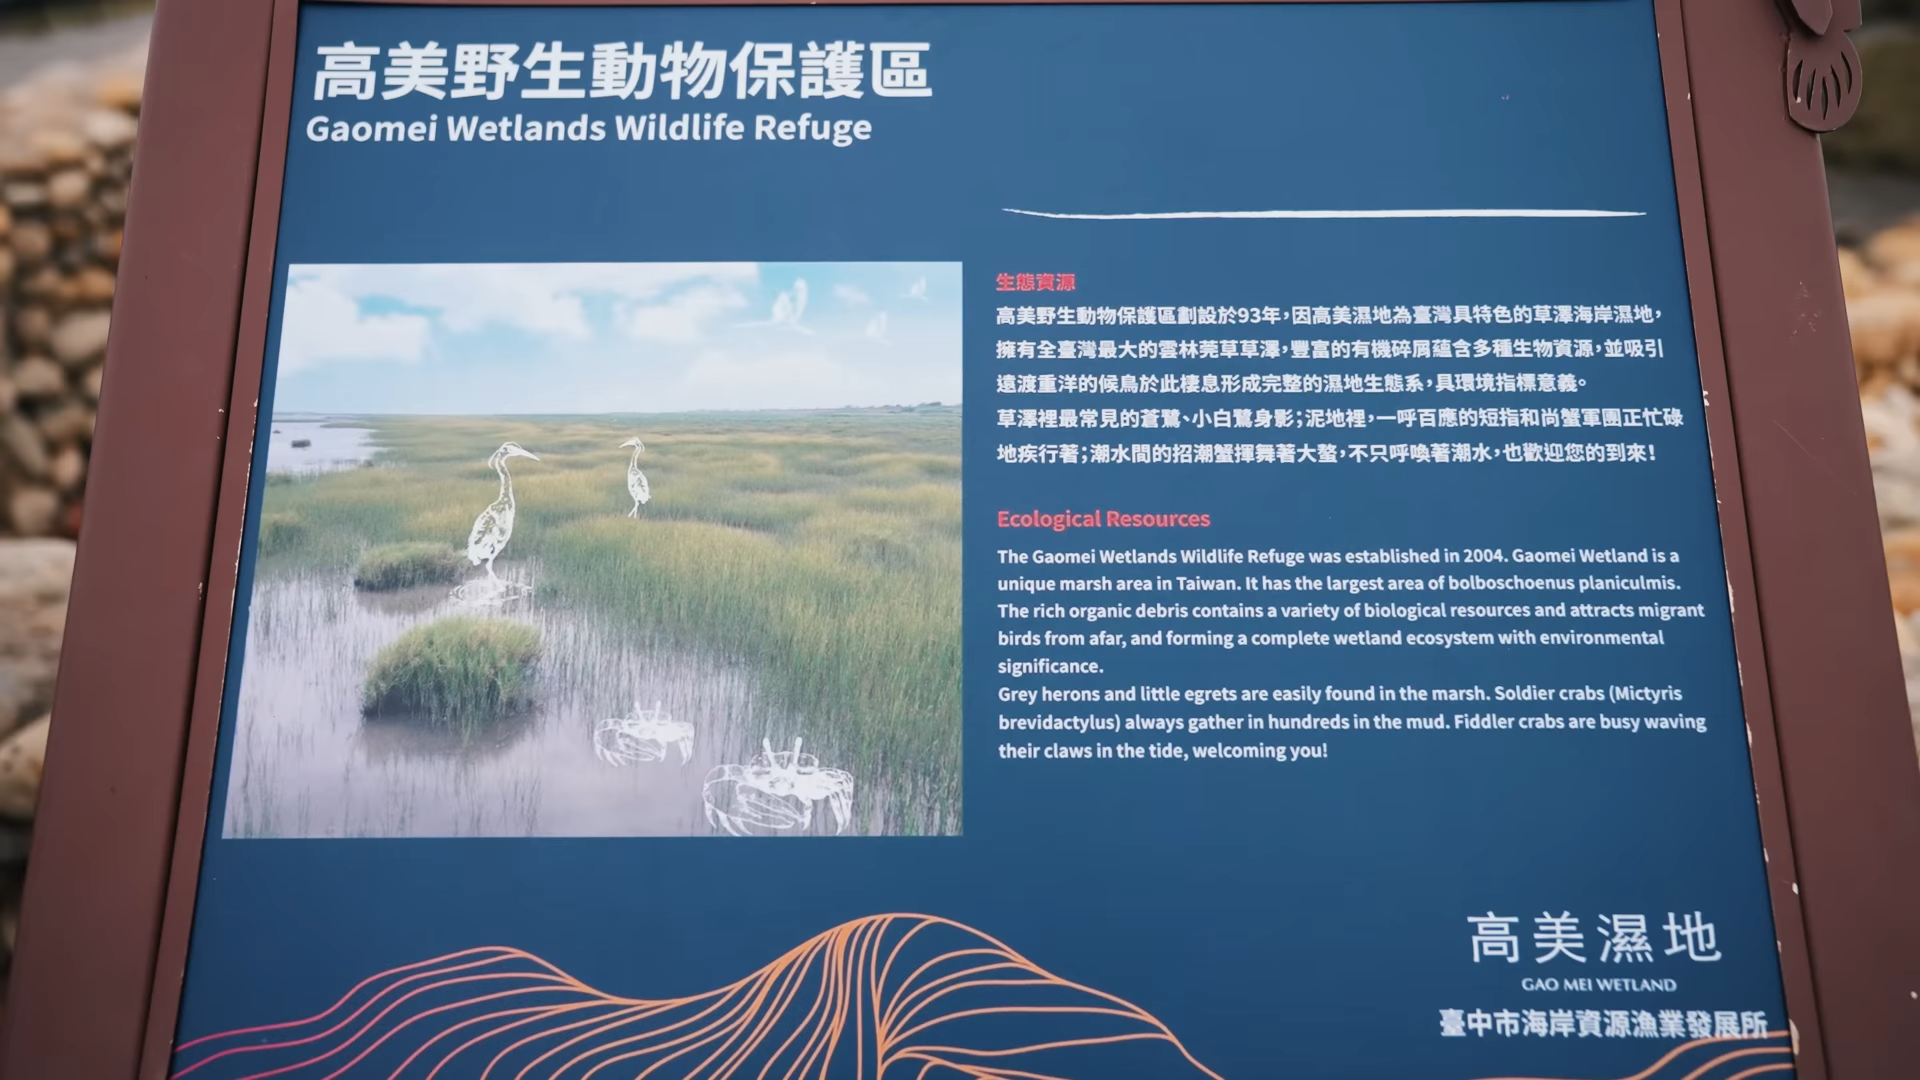 高美野生動物保護區
Gaomei Wetlands Wildlife Refuge
生態資源
高美野生動物保護區劃設於93年，因高美濕地為臺灣具特色的草澤海岸濕地，
擁有全臺灣最大的雲林莞草草澤，豐富的有機碎屑蘊含多種生物資源，並吸引
遠渡重洋的候鳥於此棲息形成完整的濕地生態系，具環境指標意義。
草澤裡最常見的蒼鷺、小白鷺身影；泥地裡，一呼百應的短指和尚蟹軍團正忙碌
地疾行著；潮水間的招潮蟹揮舞著大螯，不只呼喚著潮水，也歡迎您的到來！
Ecological Resources
The Gaomei Wetlands Wildlife Refuge was established in 2004. Gaomei Wetland is a
unique marsh area in Taiwan. It has the largest area of bolboschoenus planiculmis.
The rich organic debris contains a variety of biological resources and attracts migrant
birds from afar, and forming a complete wetland ecosystem with environmental
significance.
Grey herons and little egrets are easily found in the marsh. Soldier crabs (Mictyris
brevidactylus) always gather in hundreds in the mud. Fiddler crabs are busy waving
their claws in the tide, welcoming you!
高美濕地
GAO MEI WETLAND
臺中市海岸資源漁業發展所